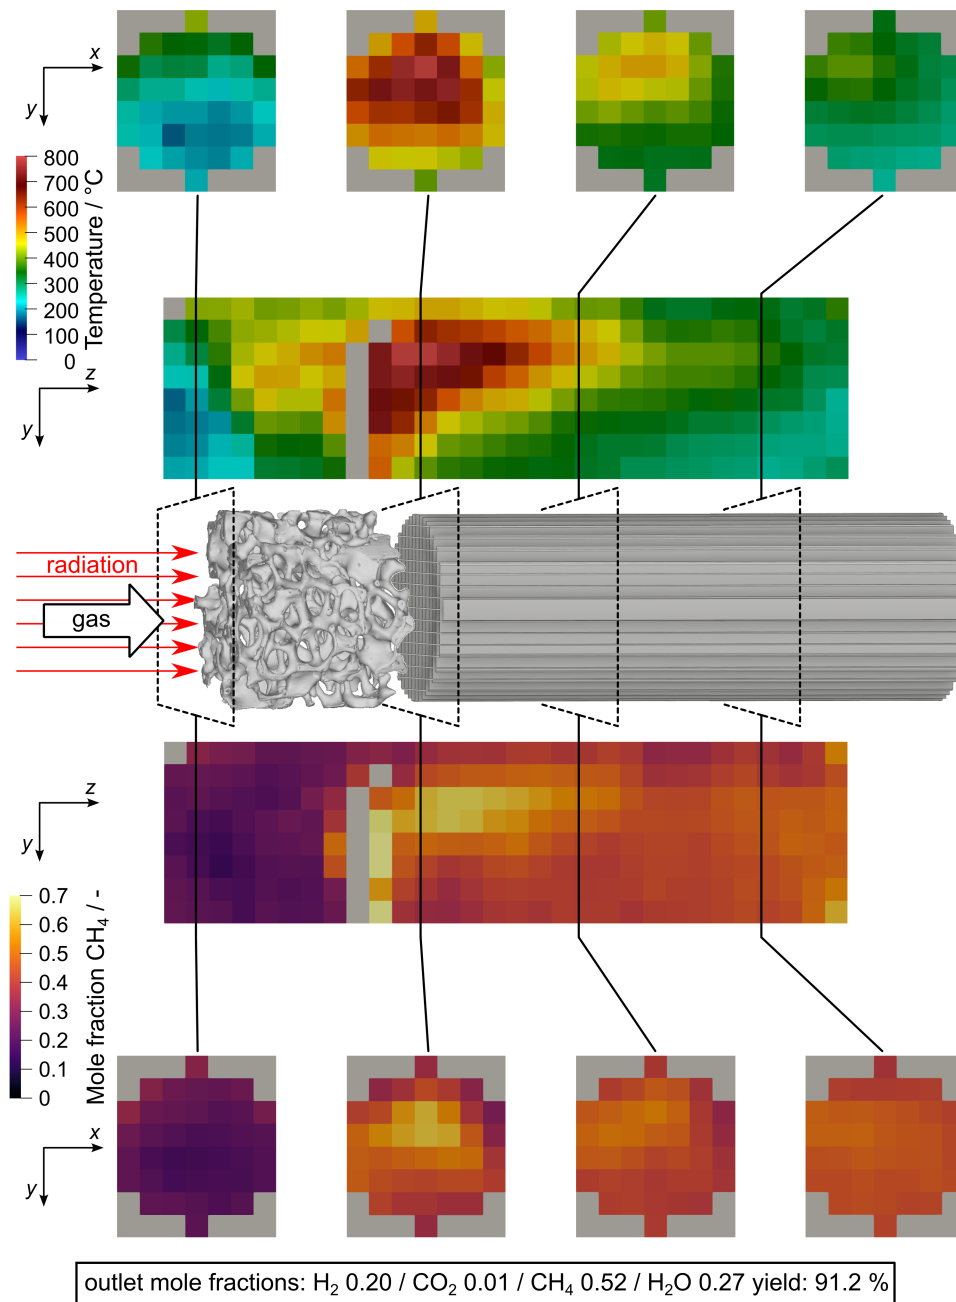 x
y
800
700
600
500
400
300
200
100
0
Temperature / °C
z
y
radiation
gas
z
y
0.7
0.6
0.5
0.4
0.3
0.2
0.1
0
Mole fraction CH₄ / -
x
y
outlet mole fractions: H₂ 0.20 / CO₂ 0.01 / CH₄ 0.52 / H₂O 0.27 yield: 91.2 %